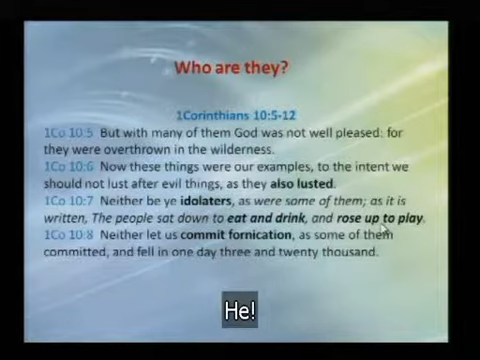 Who are they?
1Corinthians 10:5-12
1Co 10:5 But with many of them God was not well pleased: for
they were overthrown in the wilderness.
1Co 10:6 Now these things were our examples, to the intent we
should not lust after evil things, as they also lusted.
1Co 10:7 Neither be ye idolaters, as were some of them; as it is
written, The people sat down to eat and drink, and rose up to play.
1Co 10:8 Neither let us commit fornication, as some of them
committed, and fell in one day three and twenty thousand.
He!